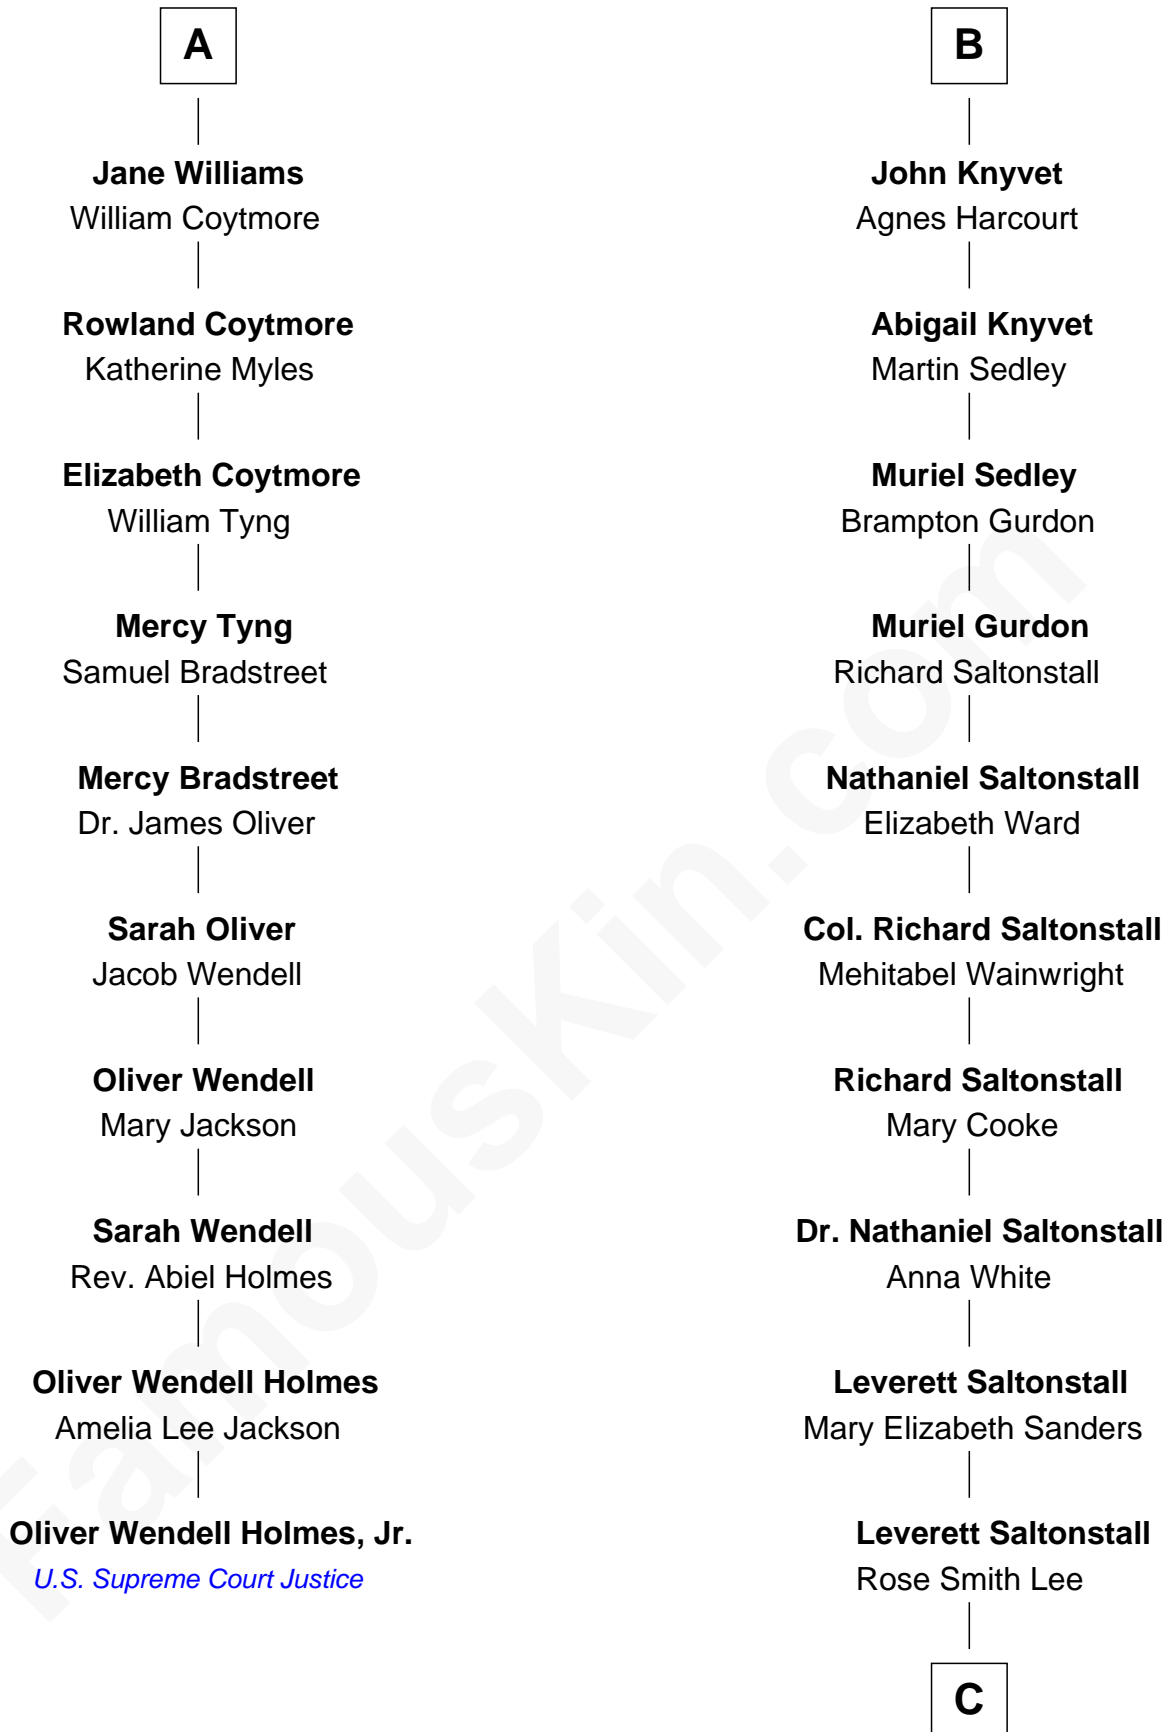 A
Jane Williams
William Coytmore
Rowland Coytmore
Katherine Myles
Elizabeth Coytmore
William Tyng
Mercy Tyng
Samuel Bradstreet
Mercy Bradstreet
Dr. James Oliver
Sarah Oliver
Jacob Wendell
Oliver Wendell
Mary Jackson
Sarah Wendell
Rev. Abiel Holmes
Oliver Wendell Holmes
Amelia Lee Jackson
Oliver Wendell Holmes, Jr.
U.S. Supreme Court Justice
B
John Knyvet
Agnes Harcourt
Abigail Knyvet
Martin Sedley
Muriel Sedley
Brampton Gurdon
Muriel Gurdon
Richard Saltonstall
Nathaniel Saltonstall
Elizabeth Ward
Col. Richard Saltonstall
Mehitabel Wainwright
Richard Saltonstall
Mary Cooke
Dr. Nathaniel Saltonstall
Anna White
Leverett Saltonstall
Mary Elizabeth Sanders
Leverett Saltonstall
Rose Smith Lee
C
FamousKin.com